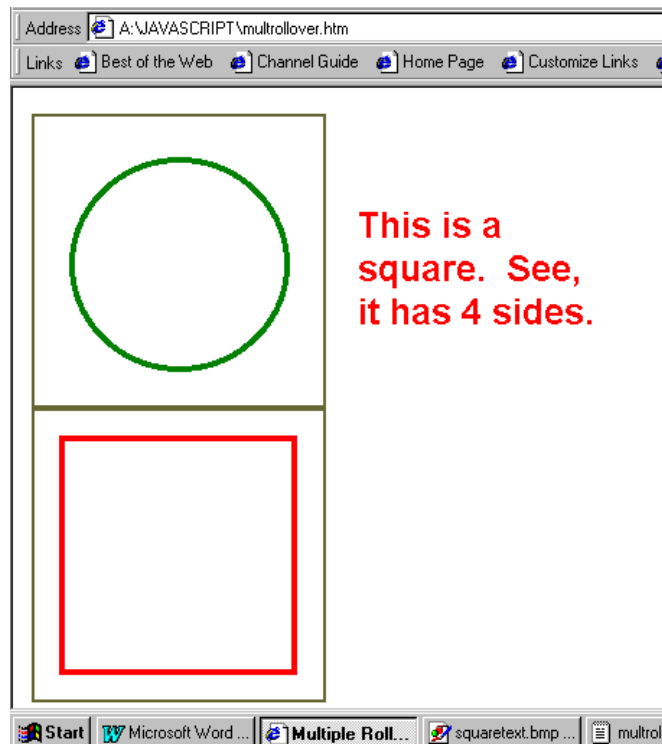 Address A:\JAVASCRIPT\multrollover.htm
Links Best of the Web Channel Guide Home Page Customize Links
This is a
square. See,
it has 4 sides.
Start Microsoft Word ... Multiple Roll... squaretext.bmp ... multrol